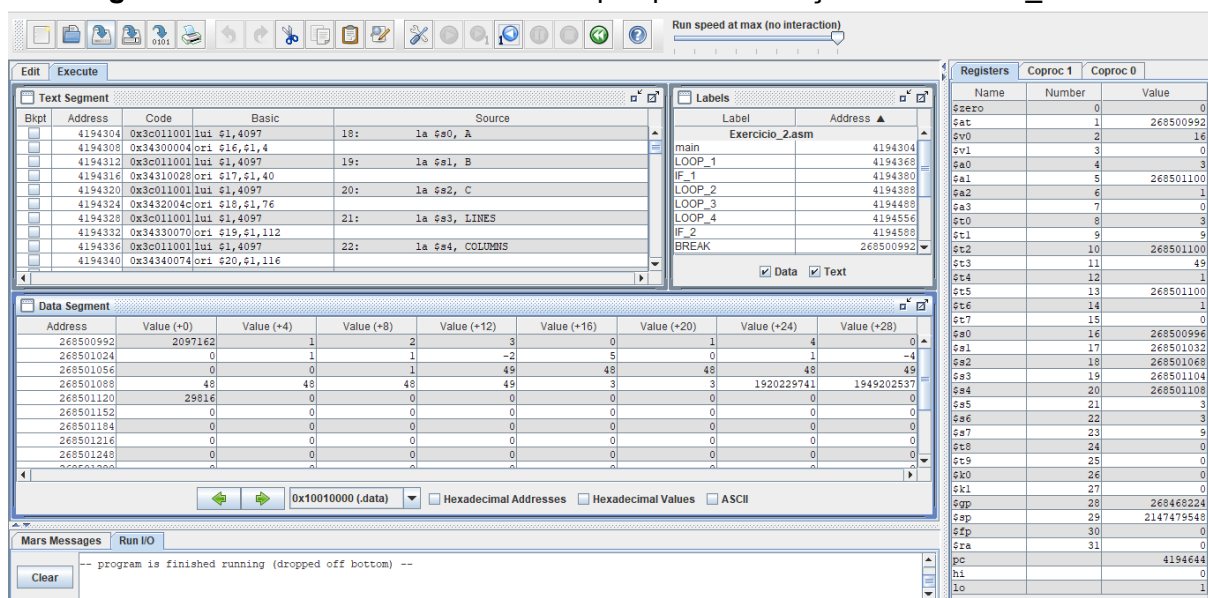 Run speed at max (no interaction)
Edit Execute
Text Segment
Bkpt Address Code Basic Source
4194304 0x3c011001 lui $1,4097 18: la $s0, A
4194308 0x34300004 ori $16,$1,4
4194312 0x3c011001 lui $1,4097 19: la $s1, B
4194316 0x34310028 ori $17,$1,40
4194320 0x3c011001 lui $1,4097 20: la $s2, C
4194324 0x3432004c ori $18,$1,76
4194328 0x3c011001 lui $1,4097 21: la $s3, LINES
4194332 0x34330070 ori $19,$1,112
4194336 0x3c011001 lui $1,4097 22: la $s4, COLUMNS
4194340 0x34340074 ori $20,$1,116
Labels
Label Address ▲
Exercicio_2.asm
main 4194304
LOOP_1 4194368
IF_1 4194380
LOOP_2 4194388
LOOP_3 4194488
LOOP_4 4194556
IF_2 4194588
BREAK 268500992
Data Text
Data Segment
Address Value (+0) Value (+4) Value (+8) Value (+12) Value (+16) Value (+20) Value (+24) Value (+28)
268500992 2097162 1 2 3 0 1 4 0
268501024 0 1 1 -2 5 0 1 -4
268501056 0 0 1 49 48 48 48 49
268501088 48 48 48 49 3 3 1920229741 1949202537
268501120 29816 0 0 0 0 0 0 0
268501152 0 0 0 0 0 0 0 0
268501184 0 0 0 0 0 0 0 0
268501216 0 0 0 0 0 0 0 0
268501248 0 0 0 0 0 0 0 0
0x10010000 (.data) Hexadecimal Addresses Hexadecimal Values ASCII
Mars Messages Run I/O
-- program is finished running (dropped off bottom) --
Clear
Registers Coproc 1 Coproc 0
Name Number Value
$zero 0 0
$at 1 268500992
$v0 2 16
$v1 3 0
$a0 4 3
$a1 5 268501100
$a2 6 1
$a3 7 0
$t0 8 3
$t1 9 9
$t2 10 268501100
$t3 11 49
$t4 12 1
$t5 13 268501100
$t6 14 1
$t7 15 0
$s0 16 268500996
$s1 17 268501032
$s2 18 268501068
$s3 19 268501104
$s4 20 268501108
$s5 21 3
$s6 22 3
$s7 23 9
$t8 24 0
$t9 25 0
$k0 26 0
$k1 27 0
$gp 28 268468224
$sp 29 2147479548
$fp 30 0
$ra 31 0
pc 4194644
hi 0
lo 1